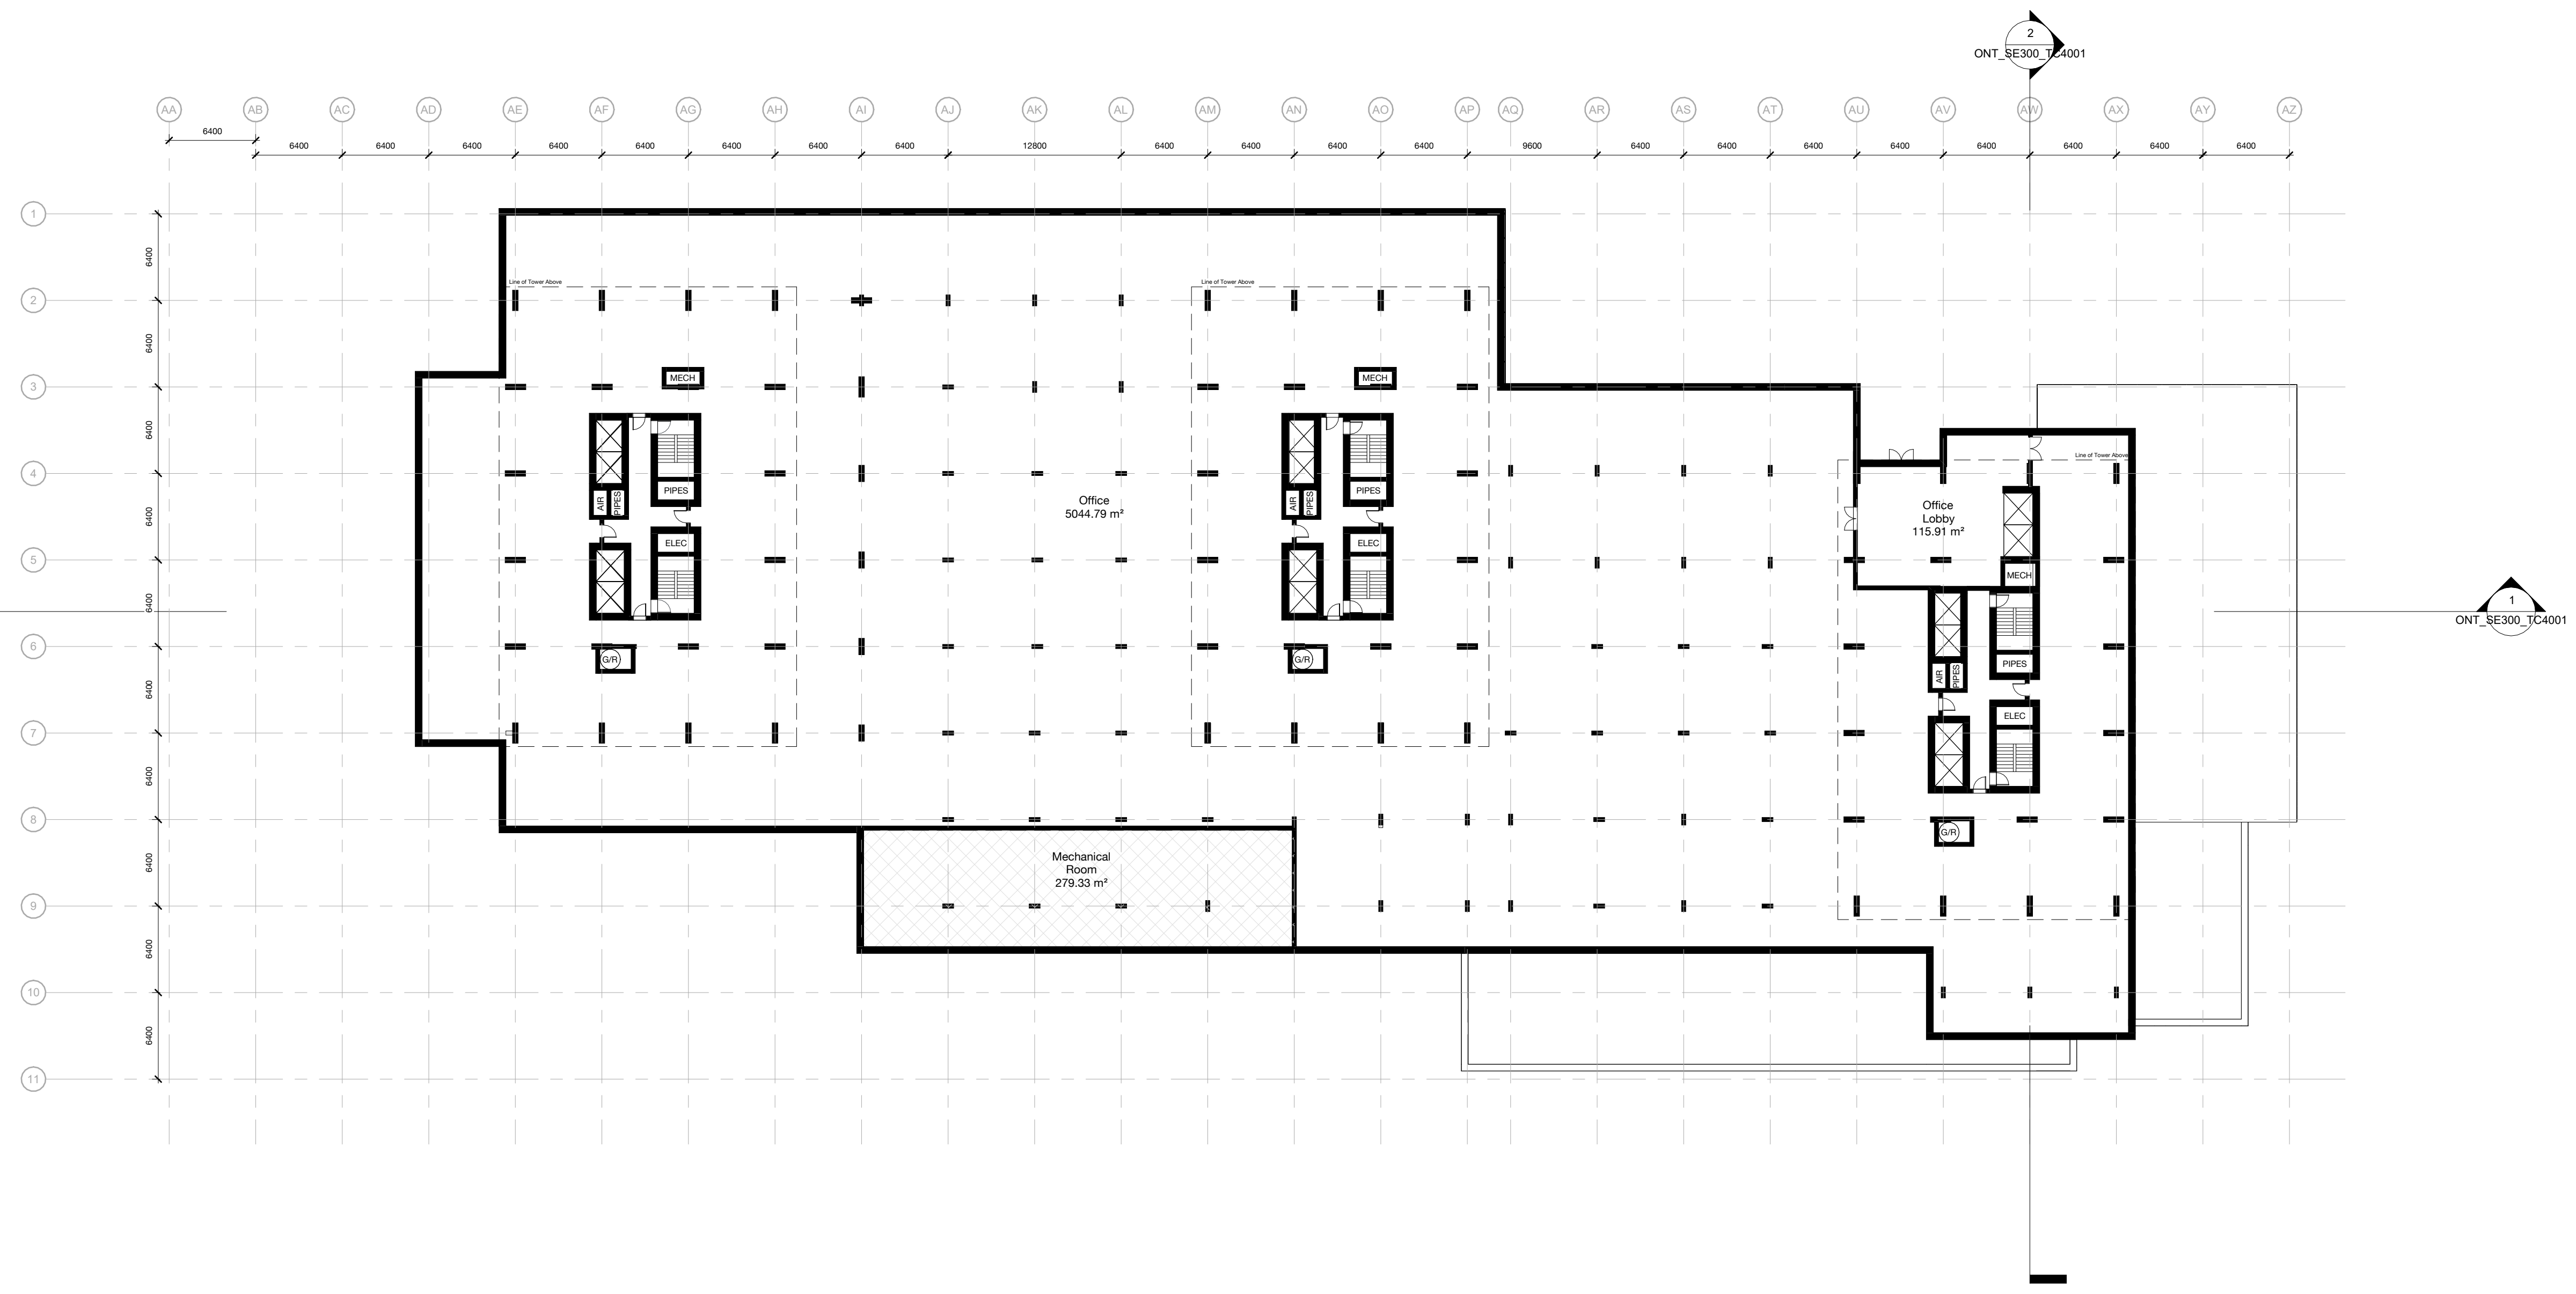 2
ONT_SE300_TC4001
AA AB AC AD AE AF AG AH AI AJ AK AL AM AN AO AP AQ AR AS AT AU AV AW AX AY AZ
6400
6400 6400 6400 6400 6400 6400 6400 6400 12800 6400 6400 6400 6400 9600 6400 6400 6400 6400 6400 6400 6400 6400
1
6400
Line of Tower Above
Line of Tower Above
2
6400
MECH
MECH
3
6400
Line of Tower Above
4
PIPES
PIPES
AIR
PIPES
AIR
PIPES
6400
Office
5044.79 m²
Office
Lobby
115.91 m²
ELEC
ELEC
5
MECH
6400
1
ONT_SE300_TC4001
6
G/R
G/R
PIPES
AIR
PIPES
6400
ELEC
7
6400
8
G/R
6400
Mechanical
Room
279.33 m²
9
6400
10
6400
11